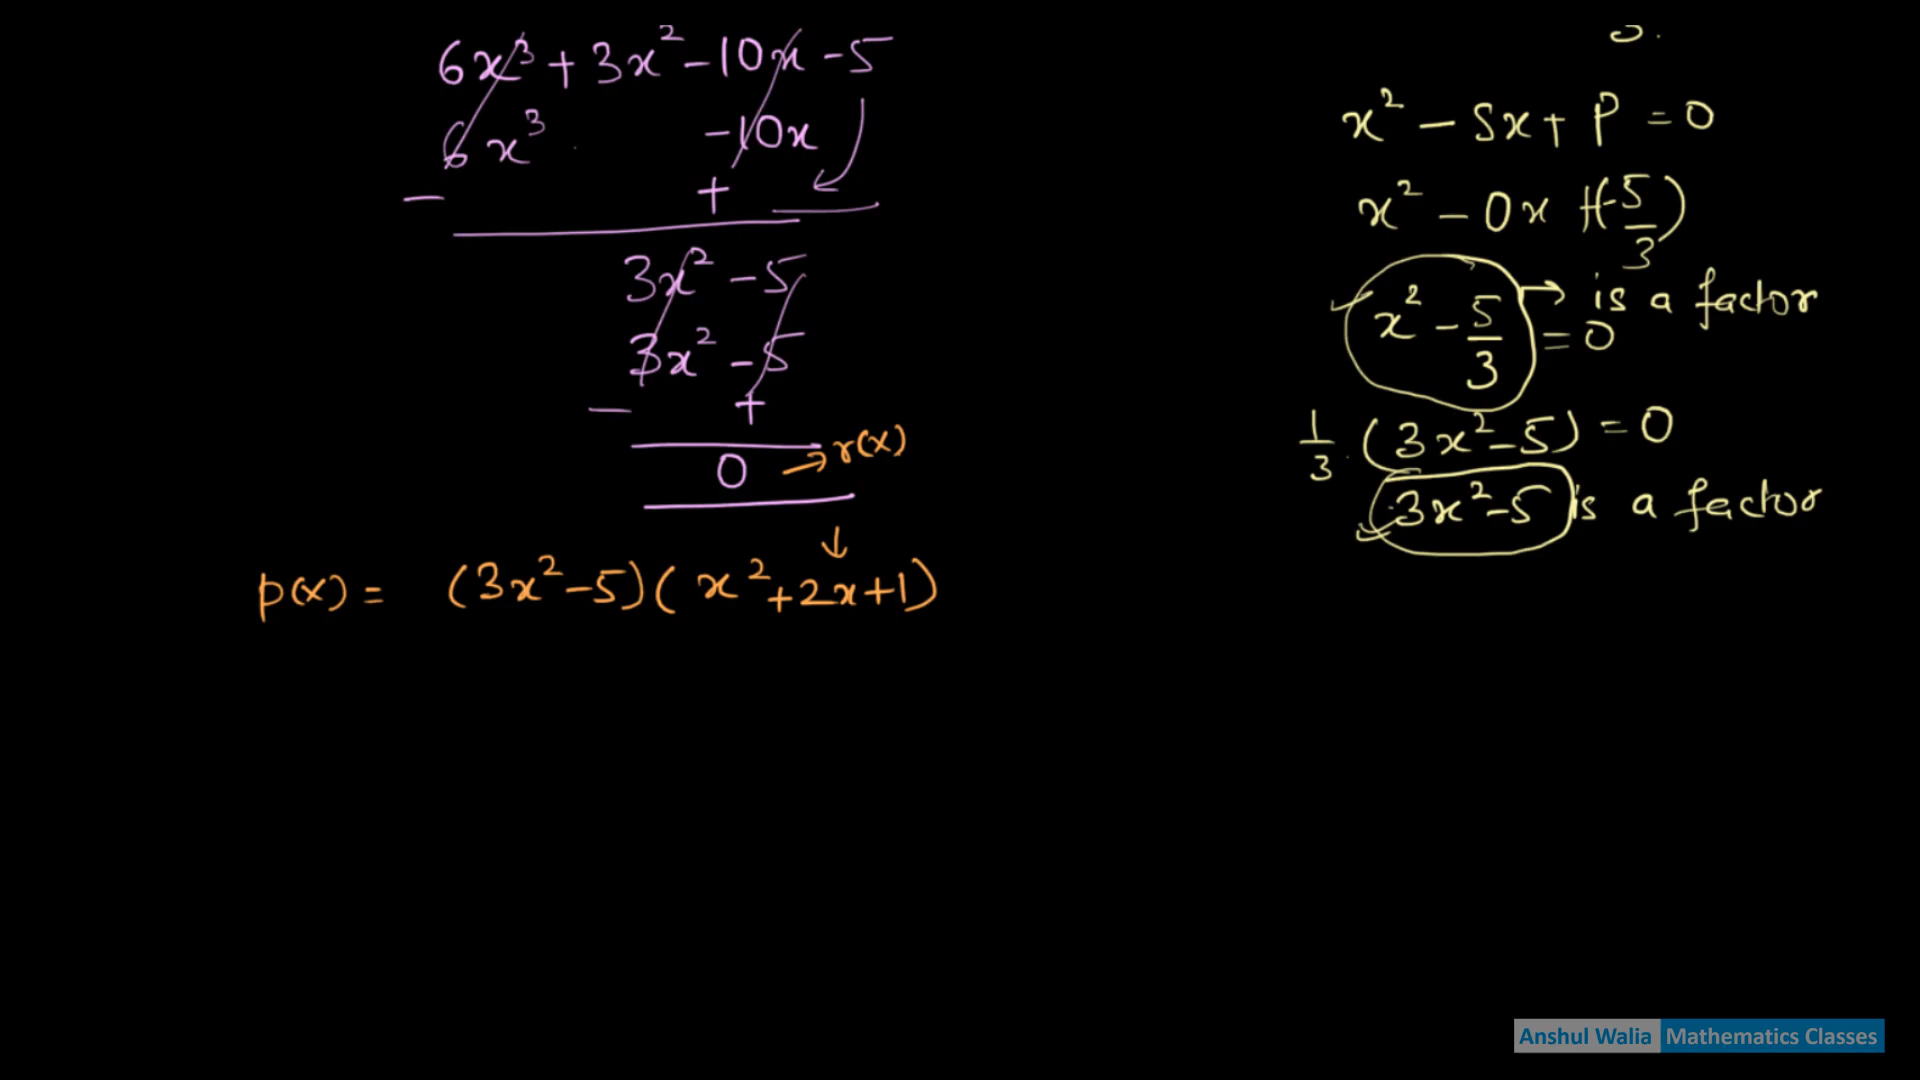 6x³ + 3x² - 10x - 5
6x³ - 10x
- +
3x² - 5
3x² - 5
- +
0 → r(x)
↓
p(x) = (3x² - 5)(x² + 2x + 1)
0.
x² - Sx + P = 0
x² - 0x + (-5/3)
x² - 5/3 = 0 → is a factor
1/3 (3x² - 5) = 0
3x² - 5 is a factor
Anshul Walia Mathematics Classes